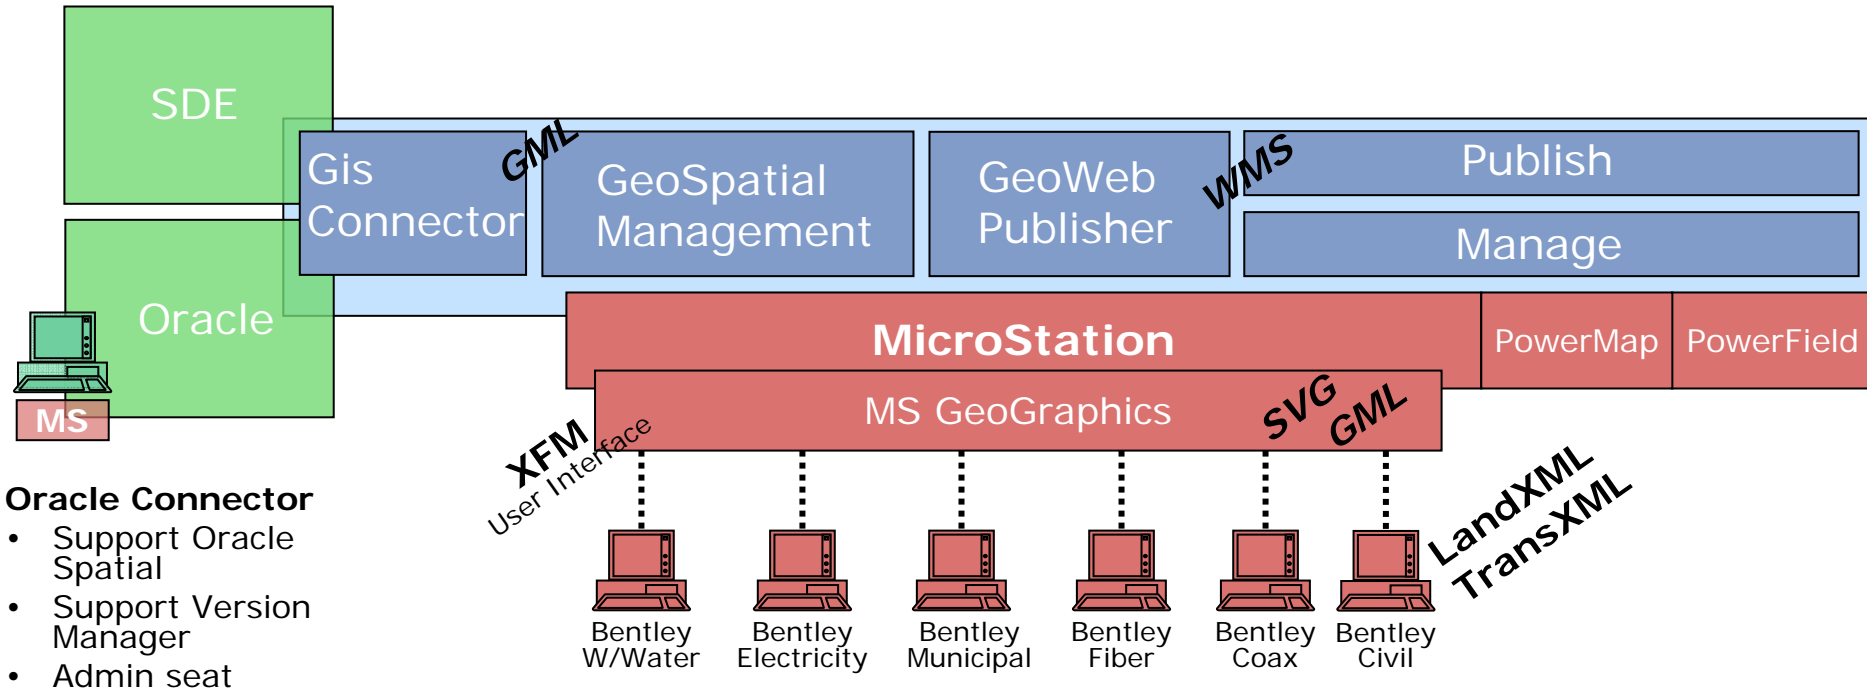 SDE
Gis
Connector
GML
GeoSpatial
Management
GeoWeb
Publisher
WMS
Publish
Manage
Oracle
MS
MicroStation
PowerMap
PowerField
MS GeoGraphics
SVG
GML
XFM
User Interface
LandXML
TransXML
Oracle Connector
• Support Oracle
Spatial
• Support Version
Manager
• Admin seat
Bentley
W/Water
Bentley
Electricity
Bentley
Municipal
Bentley
Fiber
Bentley
Coax
Bentley
Civil